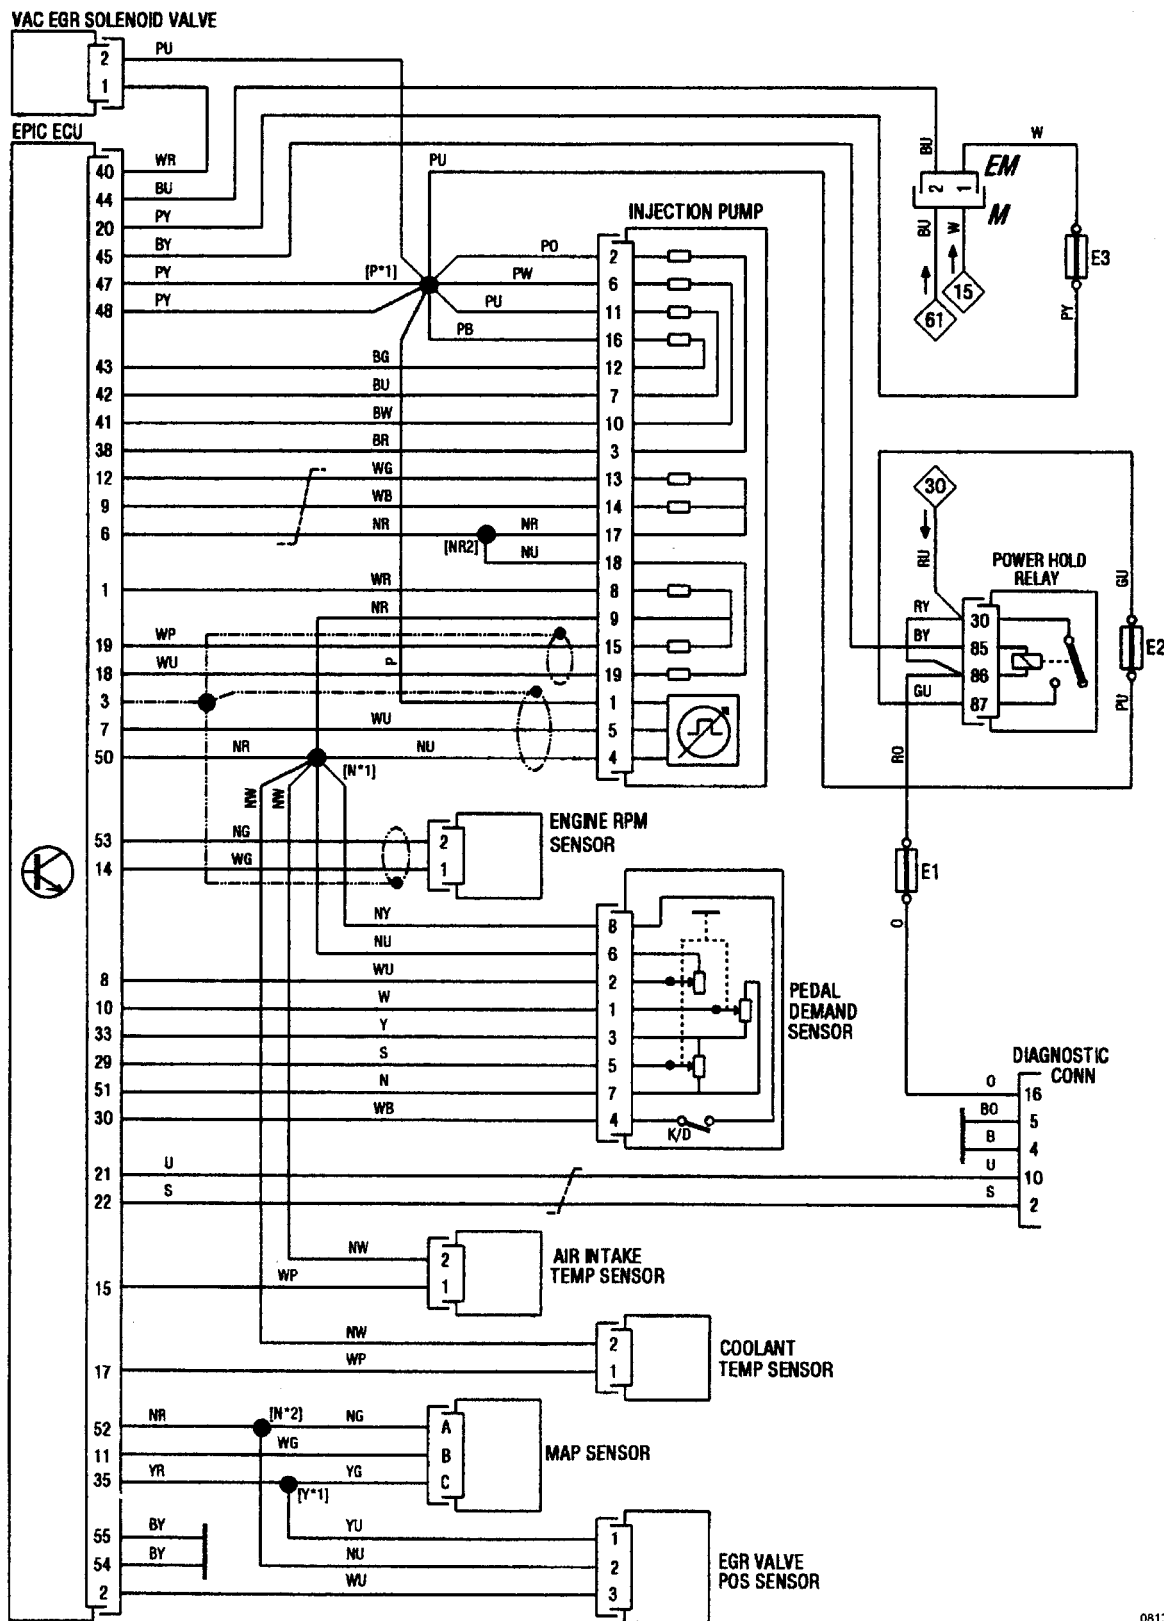 VAC EGR SOLENOID VALVE
2 PU
1
EPIC ECU
40 WR
44 BU
20 PY
45 BY
47 PY
48 PY
[P*1]
PU
BU
W
EM
2 1
M
BU W
15
61
E3
PY
INJECTION PUMP
PO 2
PW 6
PU 11
PB 16
43 BG 12
42 BU 7
41 BW 10
38 BR 3
12 WG 13
9 WB 14
6 NR [NR2] NR 17
NU 18
1 WR 8
NR 9
19 WP 15
18 WU 19
3 P 1
7 WU 5
50 NR [N*1] NU 4
30
RU
POWER HOLD
RELAY
GU
RY 30
BY 85
86
GU 87
E2
PU
RO
E1
O
NW NW
53 NG 2
14 WG 1
ENGINE RPM
SENSOR
NY 8
NU 6
8 WU 2
10 W 1
33 Y 3
29 S 5
51 N 7
30 WB 4
K/D
PEDAL
DEMAND
SENSOR
DIAGNOSTIC
CONN
O 16
BO 5
B 4
21 U U 10
22 S S 2
NW 2
15 WP 1
AIR INTAKE
TEMP SENSOR
NW 2
17 WP 1
COOLANT
TEMP SENSOR
52 NR [N*2] NG A
11 WG B
35 YR [Y*1] YG C
MAP SENSOR
55 BY
54 BY
YU 1
NU 2
2 WU 3
EGR VALVE
POS SENSOR